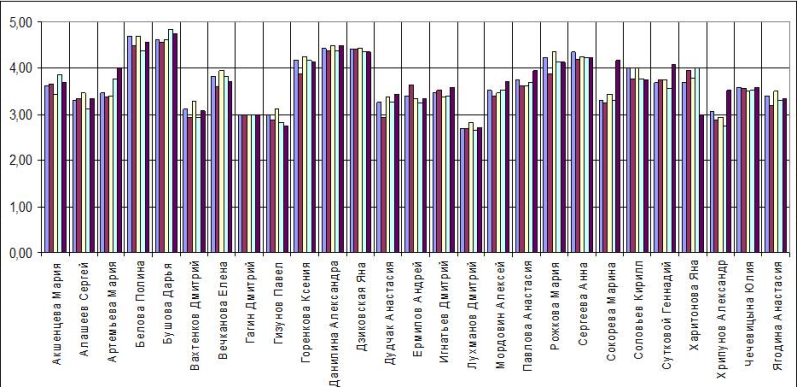 5,00
4,00
3,00
2,00
1,00
0,00
Акшенцева Мария
Апашеев Сергей
Артемьева Мария
Белова Полина
Бушова Дарья
Вахтенков Дмитрий
Вечканова Елена
Гагин Дмитрий
Гизунов Павел
Горенкова Ксения
Данилина Александра
Дзиковская Яна
Дудчак Анастасия
Ермилов Андрей
Игнатьев Дмитрий
Лухманов Дмитрий
Мордовин Алексей
Павлова Анастасия
Рожкова Мария
Сергеева Анна
Сокорева Марина
Соловьев Кирилл
Сутковой Геннадий
Харитонова Яна
Хрипунов Александр
Чечевицына Юлия
Ягодина Анастасия